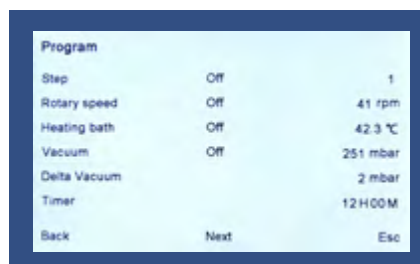 Program
Step Off 1
Rotary speed Off 41 rpm
Heating bath Off 42.3 ℃
Vacuum Off 251 mbar
Delta Vacuum 2 mbar
Timer 12H00M
Back Next Esc